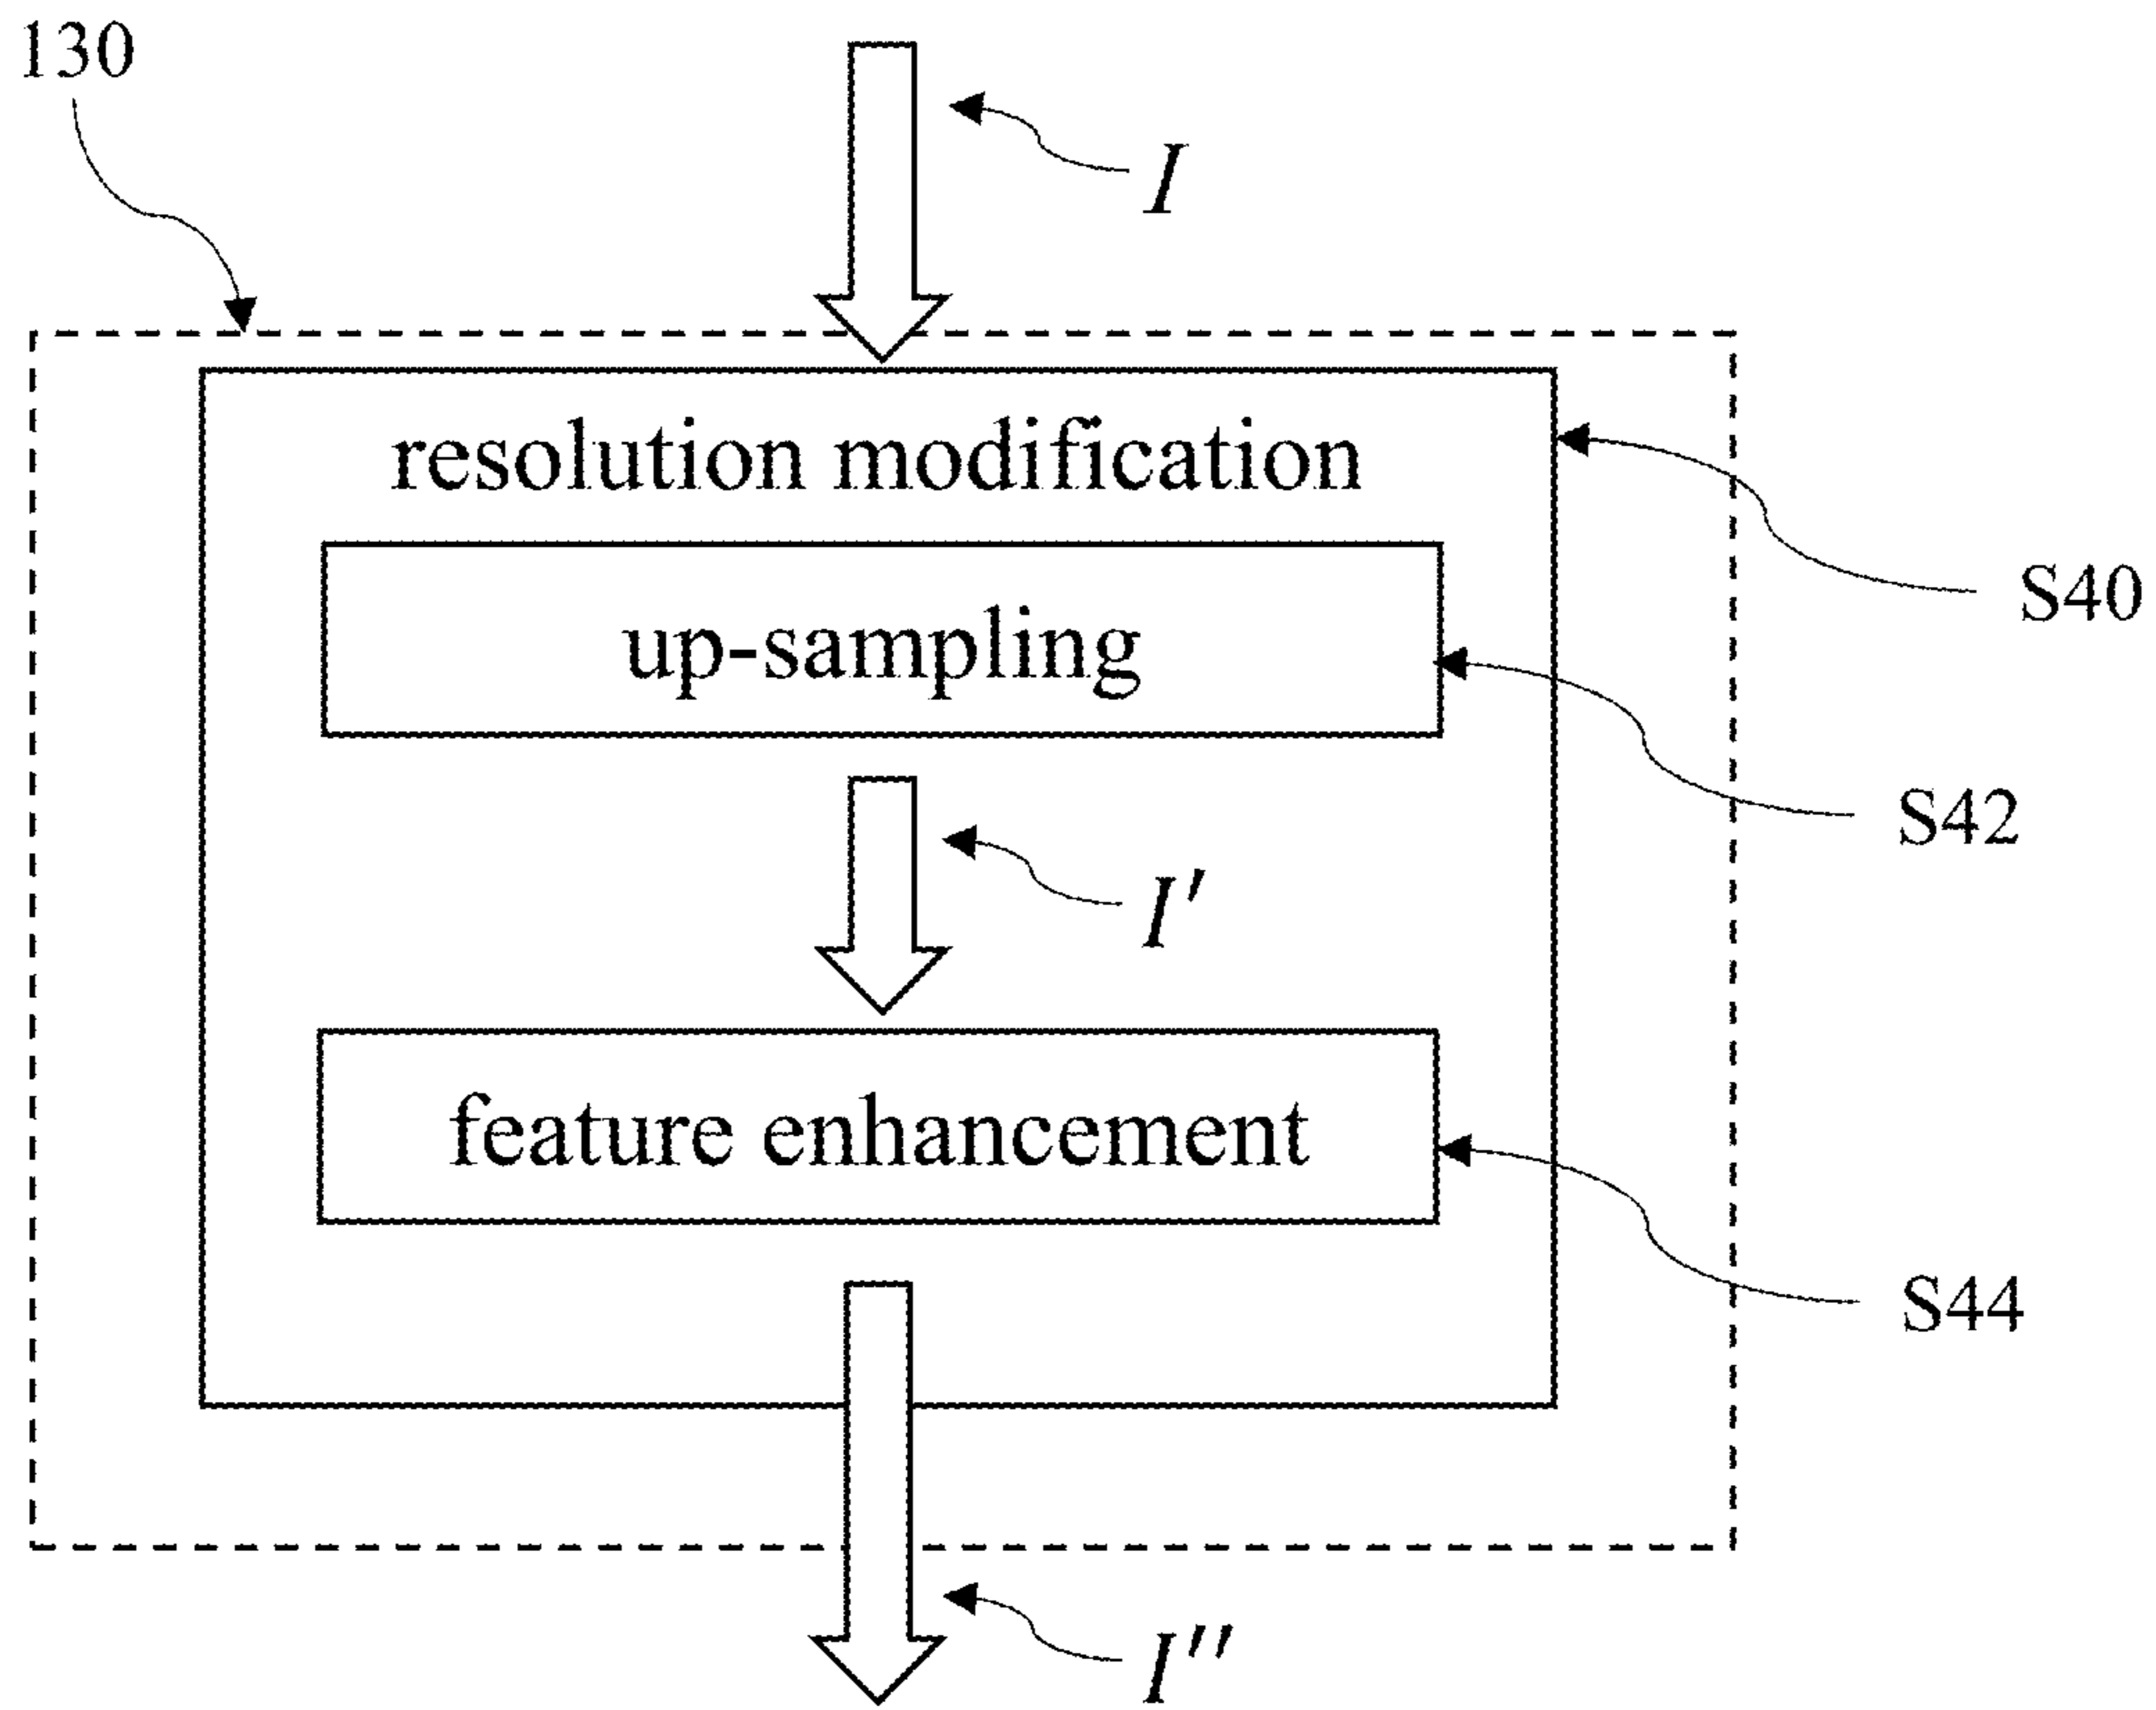 130
I
resolution modification
S40
up-sampling
S42
I'
feature enhancement
S44
I''